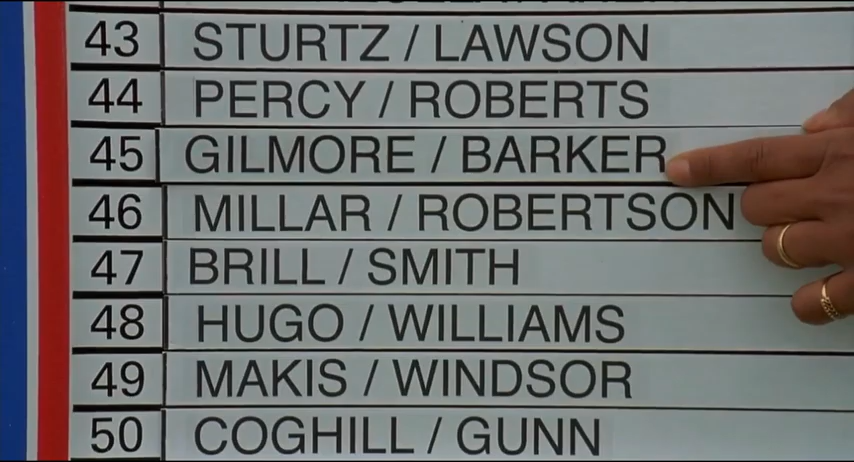 43 STURTZ / LAWSON
44 PERCY / ROBERTS
45 GILMORE / BARKER
46 MILLAR / ROBERTSON
47 BRILL / SMITH
48 HUGO / WILLIAMS
49 MAKIS / WINDSOR
50 COGHILL / GUNN